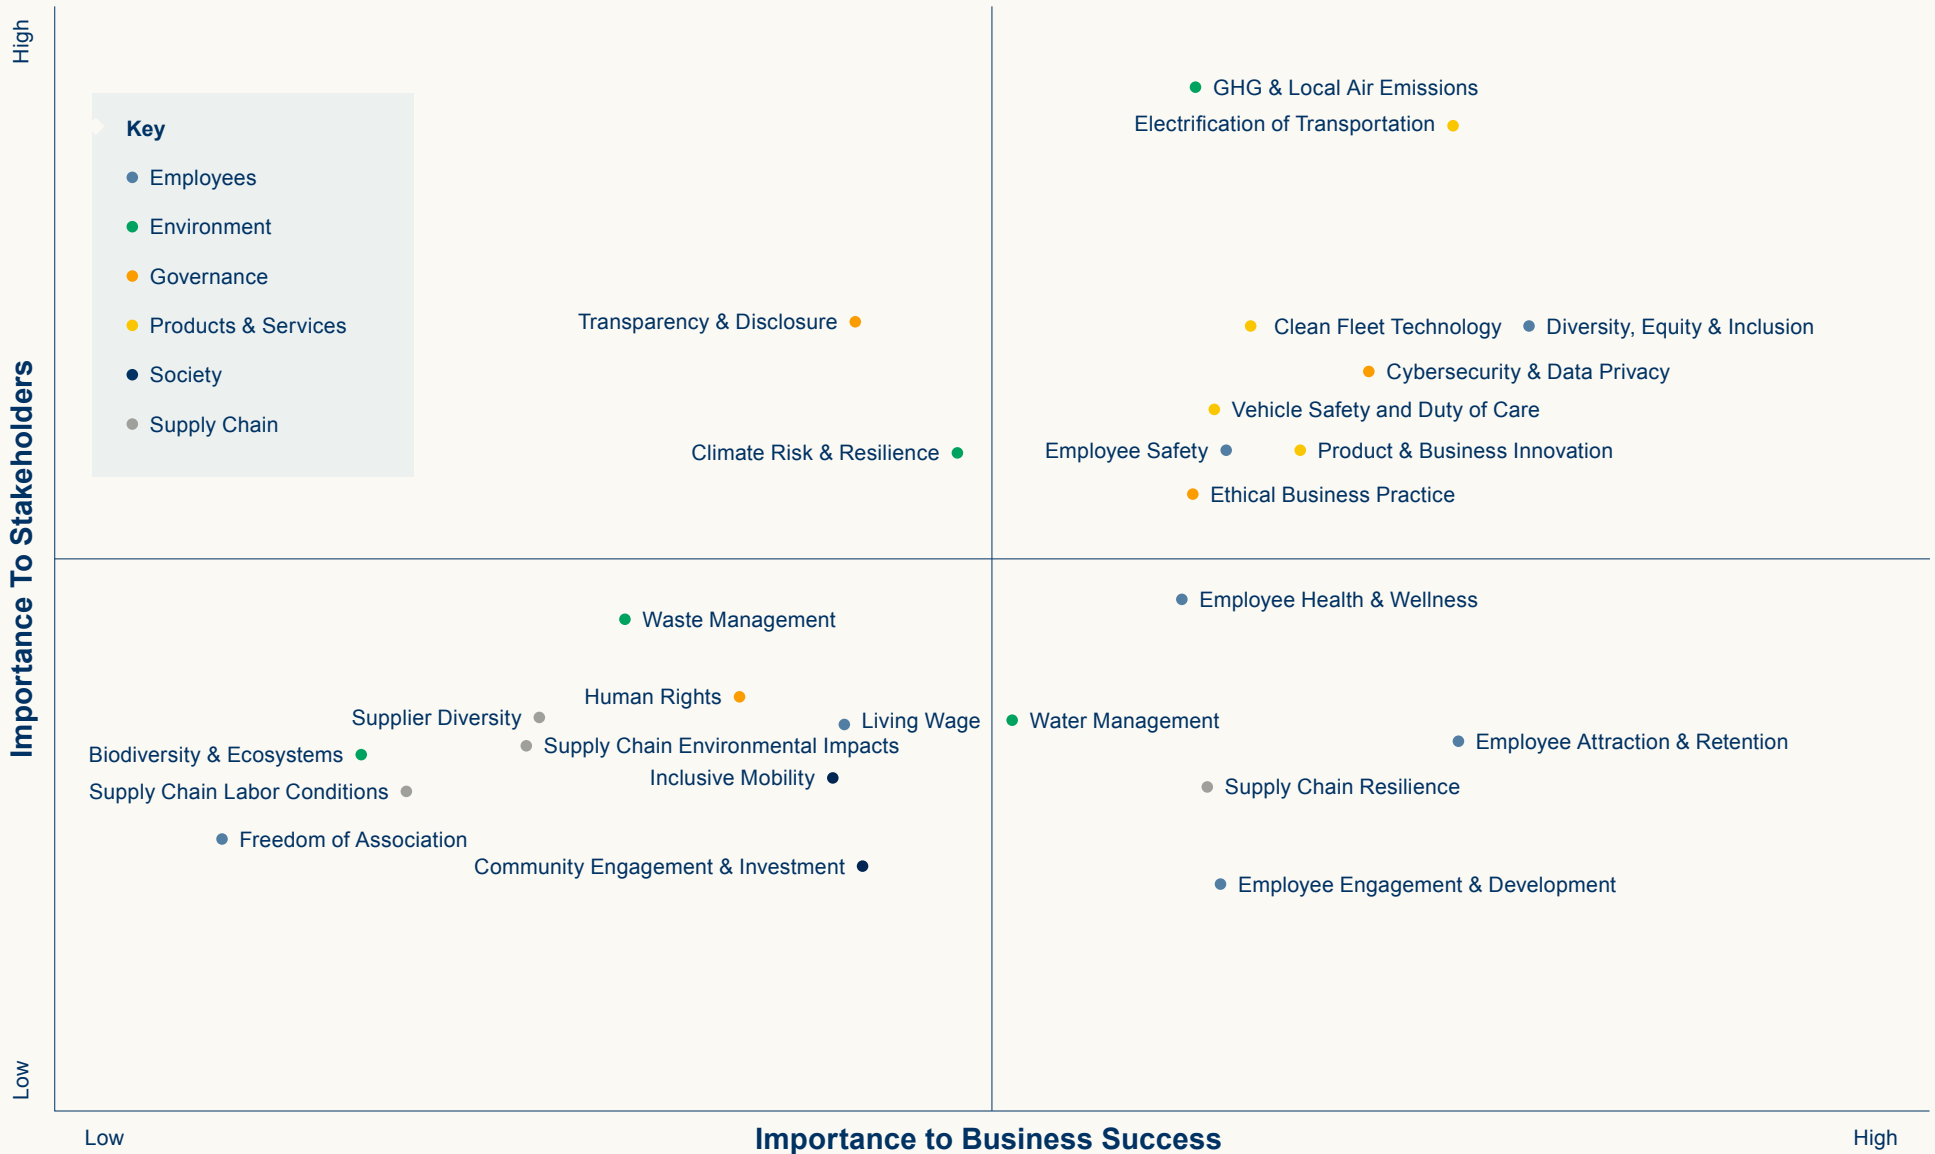 High
GHG & Local Air Emissions
Electrification of Transportation
Key
Employees
Environment
Governance
Products & Services
Society
Supply Chain
Transparency & Disclosure
Clean Fleet Technology
Diversity, Equity & Inclusion
Cybersecurity & Data Privacy
Vehicle Safety and Duty of Care
Climate Risk & Resilience
Employee Safety
Product & Business Innovation
Ethical Business Practice
Importance To Stakeholders
Employee Health & Wellness
Waste Management
Human Rights
Supplier Diversity
Living Wage
Water Management
Supply Chain Environmental Impacts
Employee Attraction & Retention
Biodiversity & Ecosystems
Inclusive Mobility
Supply Chain Labor Conditions
Supply Chain Resilience
Freedom of Association
Community Engagement & Investment
Employee Engagement & Development
Low
Low
Importance to Business Success
High